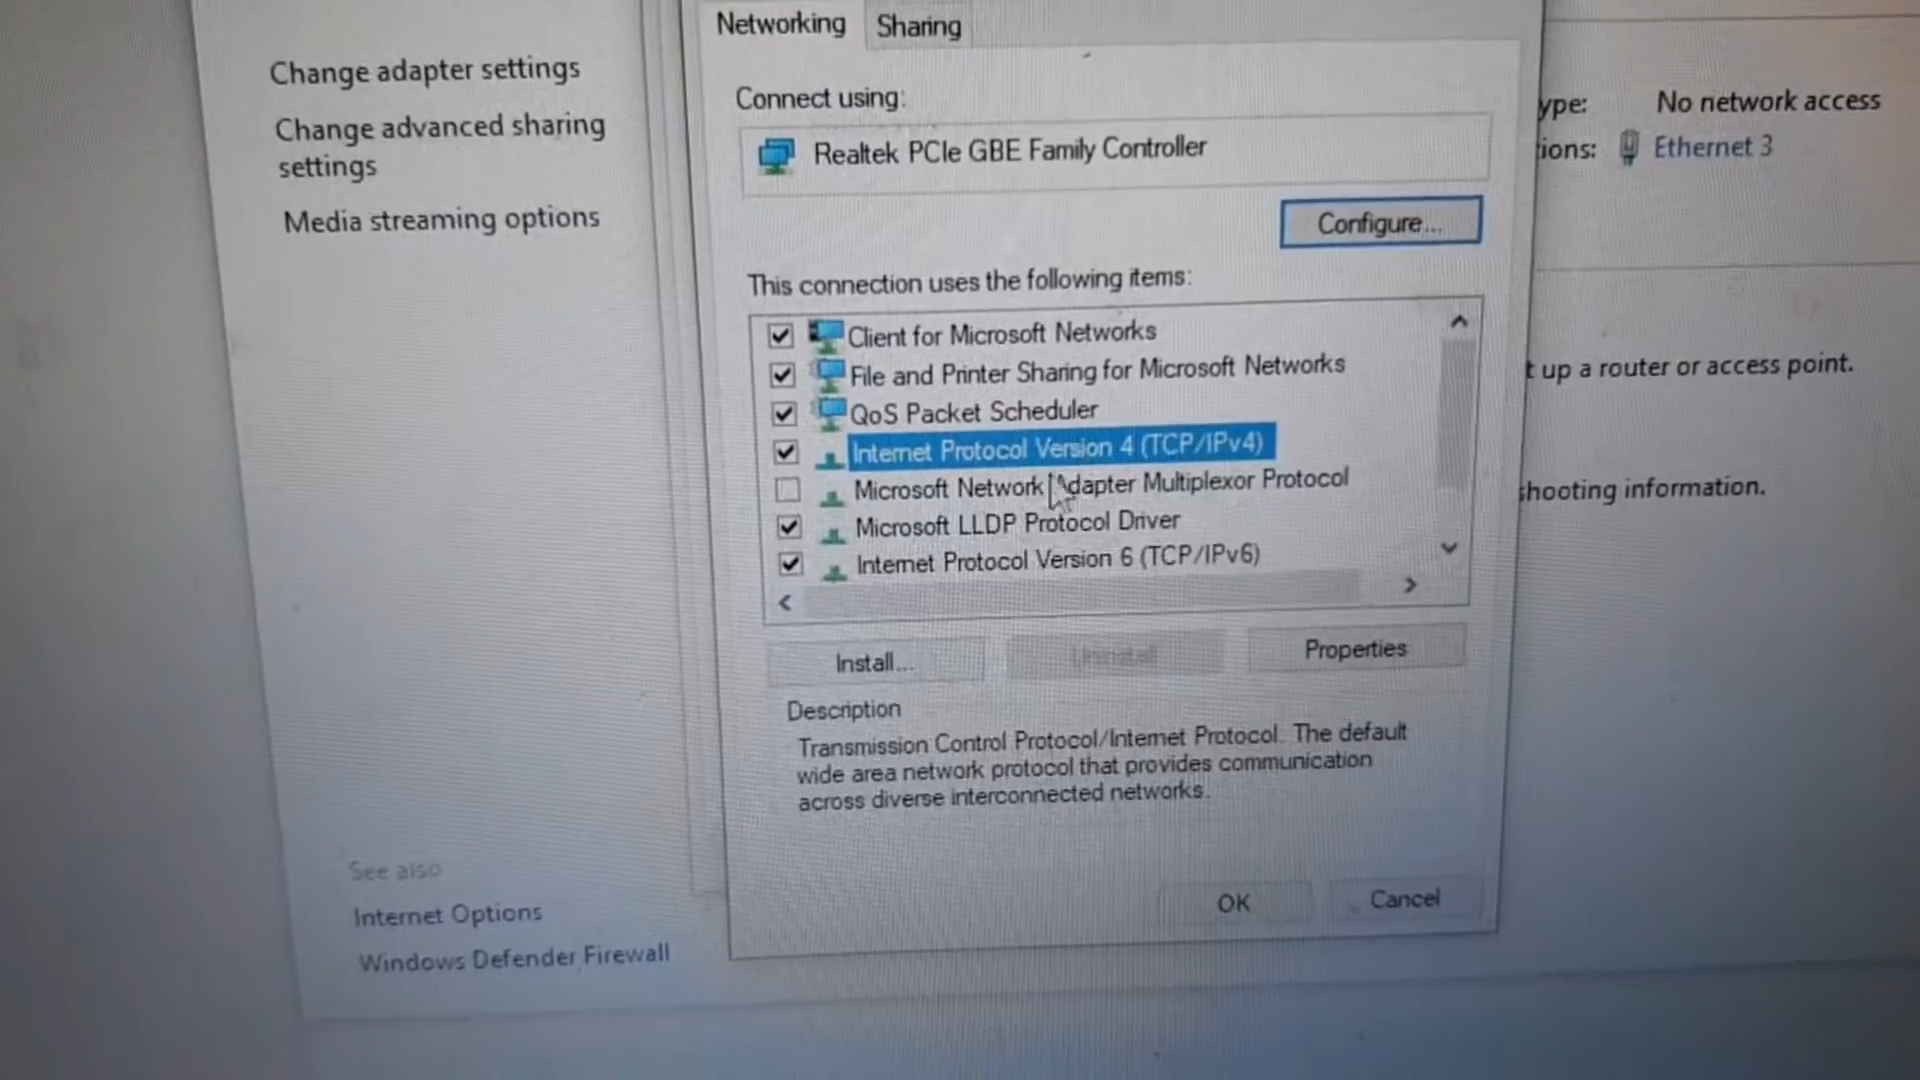 Networking
Sharing
Change adapter settings
Change advanced sharing
settings
Media streaming options
Connect using:
Realtek PCIe GBE Family Controller
Configure...
This connection uses the following items:
Client for Microsoft Networks
File and Printer Sharing for Microsoft Networks
QoS Packet Scheduler
Internet Protocol Version 4 (TCP/IPv4)
Microsoft Network Adapter Multiplexor Protocol
Microsoft LLDP Protocol Driver
Internet Protocol Version 6 (TCP/IPv6)
Install...
Uninstall
Properties
Description
Transmission Control Protocol/Internet Protocol. The default
wide area network protocol that provides communication
across diverse interconnected networks.
OK
Cancel
See also
Internet Options
Windows Defender Firewall
ype:
No network access
ions:
Ethernet 3
t up a router or access point.
shooting information.